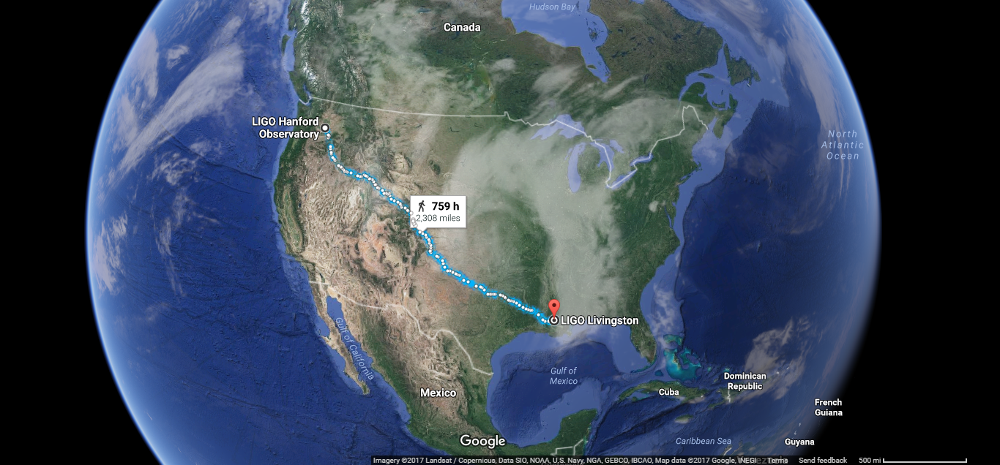 Hudson Bay
Canada
LIGO Hanford
Observatory
North
Atlantic
Ocean
759 h
2,308 miles
LIGO Livingston
Gulf of California
Gulf of
Mexico
Dominican
Republic
Mexico
Cuba
French
Guiana
Google
Caribbean Sea
Guyana
Imagery ©2017 Landsat / Copernicus, Data SIO, NOAA, U.S. Navy, NGA, GEBCO, IBCAO, Map data ©2017 Google, INEGI Terms Send feedback 500 mi